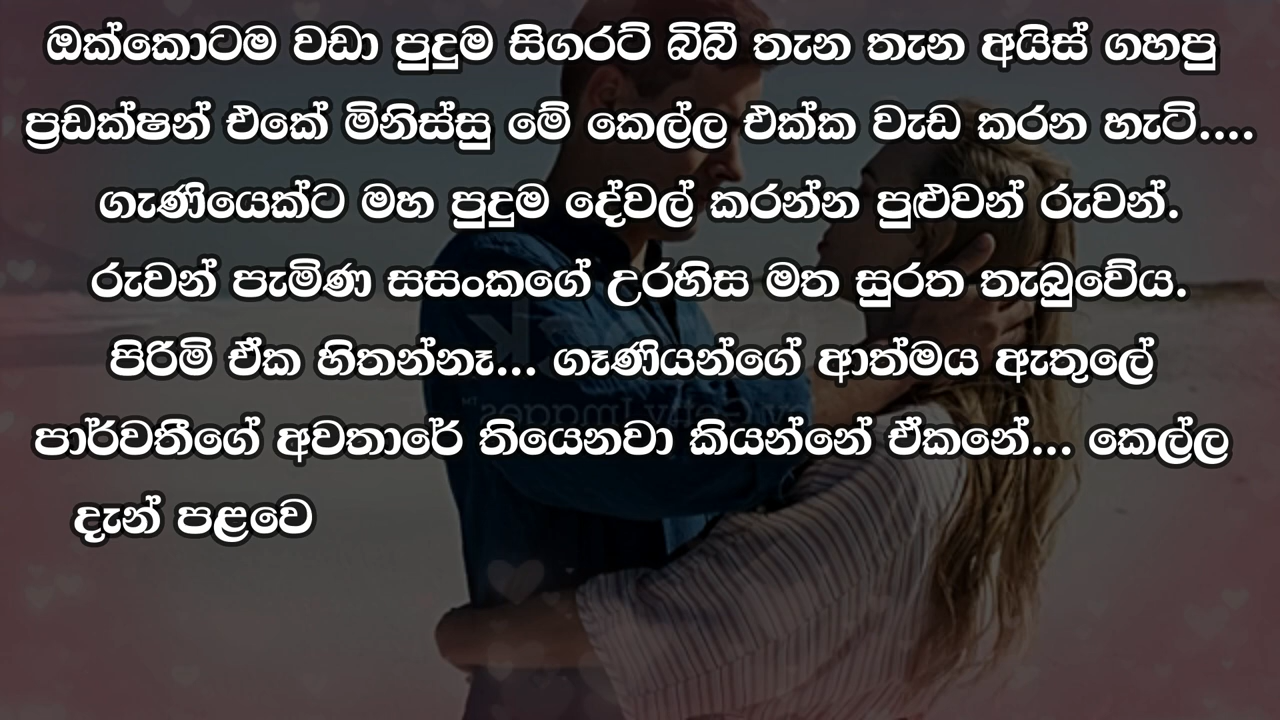 ඔක්කොටම වඩා පුදුම සිගරට් බිබී තැන තැන අයිස් ගහපු
ප්‍රඩක්ෂන් එකේ මිනිස්සු මේ කෙල්ල එක්ක වැඩ කරන හැටි....
ගැණියෙක්ට මහ පුදුම දේවල් කරන්න පුළුවන් රුවන්.
රුවන් පැමිණ සසංකගේ උරහිස මත සුරත තැබුවේය.
පිරිමි ඒක හිතන්නෑ... ගෑණියන්ගේ ආත්මය ඇතුලේ
පාර්වතීගේ අවතාරේ තියෙනවා කියන්නේ ඒකනේ... කෙල්ල
දැන් පළවෙ